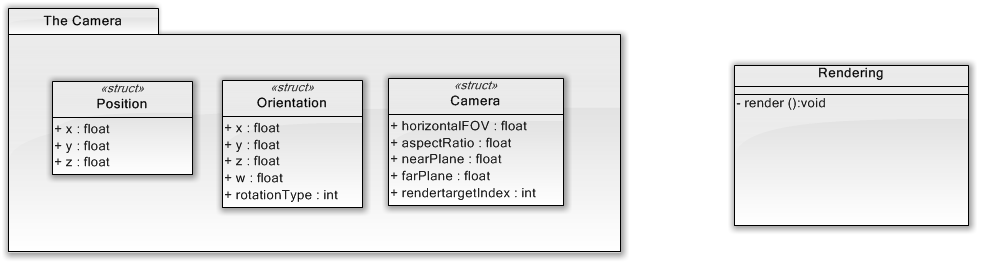 The Camera
«struct»
Position
+ x : float
+ y : float
+ z : float
«struct»
Orientation
+ x : float
+ y : float
+ z : float
+ w : float
+ rotationType : int
«struct»
Camera
+ horizontalFOV : float
+ aspectRatio : float
+ nearPlane : float
+ farPlane : float
+ rendertargetIndex : int
Rendering
- render ():void